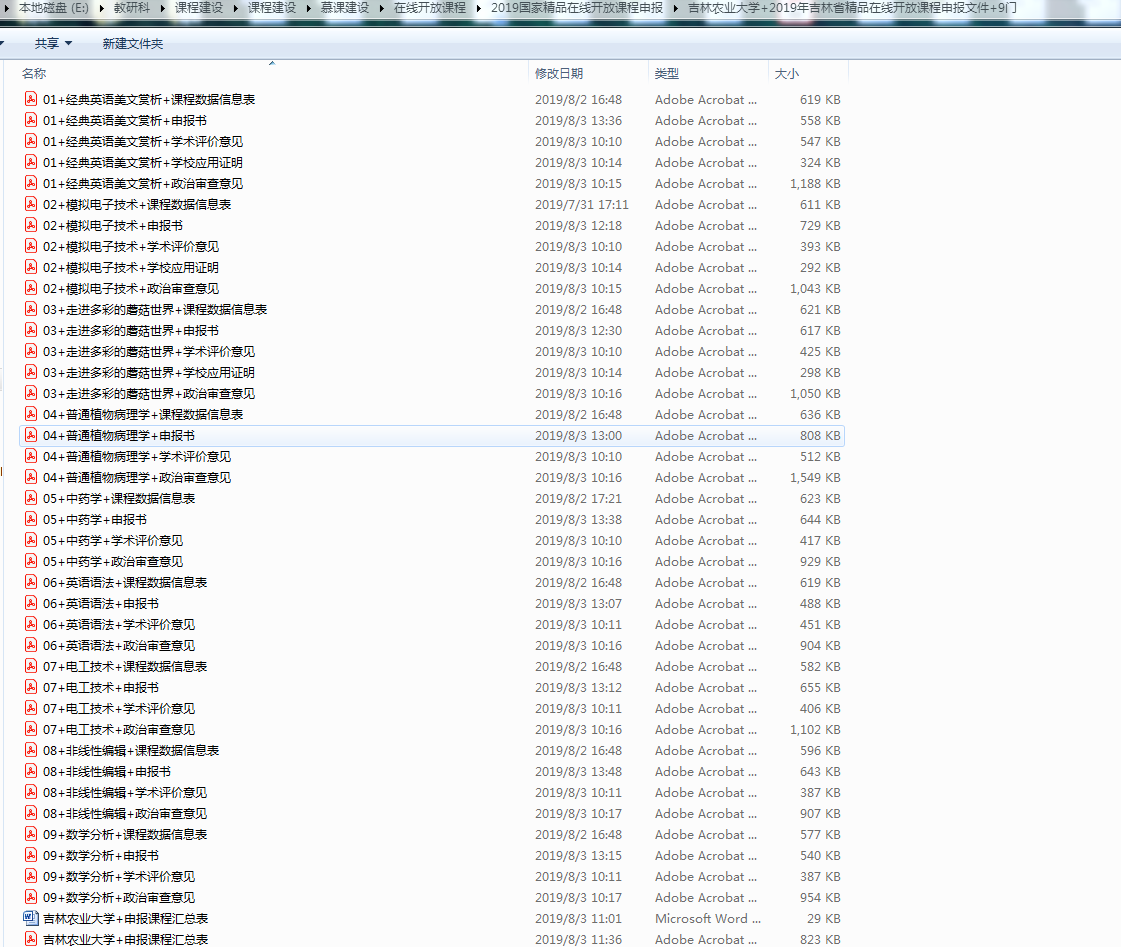 本地磁盘 (E:) 教研科 课程建设 课程建设 慕课建设 在线开放课程 2019国家精品在线开放课程申报 吉林农业大学+2019年吉林省精品在线开放课程申报文件+9门
共享 新建文件夹
名称 修改日期 类型 大小
01+经典英语美文赏析+课程数据信息表 2019/8/2 16:48 Adobe Acrobat ... 619 KB
01+经典英语美文赏析+申报书 2019/8/3 13:36 Adobe Acrobat ... 558 KB
01+经典英语美文赏析+学术评价意见 2019/8/3 10:10 Adobe Acrobat ... 547 KB
01+经典英语美文赏析+学校应用证明 2019/8/3 10:14 Adobe Acrobat ... 324 KB
01+经典英语美文赏析+政治审查意见 2019/8/3 10:15 Adobe Acrobat ... 1,188 KB
02+模拟电子技术+课程数据信息表 2019/7/31 17:11 Adobe Acrobat ... 611 KB
02+模拟电子技术+申报书 2019/8/3 12:18 Adobe Acrobat ... 729 KB
02+模拟电子技术+学术评价意见 2019/8/3 10:10 Adobe Acrobat ... 393 KB
02+模拟电子技术+学校应用证明 2019/8/3 10:14 Adobe Acrobat ... 292 KB
02+模拟电子技术+政治审查意见 2019/8/3 10:15 Adobe Acrobat ... 1,043 KB
03+走进多彩的蘑菇世界+课程数据信息表 2019/8/2 16:48 Adobe Acrobat ... 621 KB
03+走进多彩的蘑菇世界+申报书 2019/8/3 12:30 Adobe Acrobat ... 617 KB
03+走进多彩的蘑菇世界+学术评价意见 2019/8/3 10:10 Adobe Acrobat ... 425 KB
03+走进多彩的蘑菇世界+学校应用证明 2019/8/3 10:14 Adobe Acrobat ... 298 KB
03+走进多彩的蘑菇世界+政治审查意见 2019/8/3 10:16 Adobe Acrobat ... 1,050 KB
04+普通植物病理学+课程数据信息表 2019/8/2 16:48 Adobe Acrobat ... 636 KB
04+普通植物病理学+申报书 2019/8/3 13:00 Adobe Acrobat ... 808 KB
04+普通植物病理学+学术评价意见 2019/8/3 10:10 Adobe Acrobat ... 512 KB
04+普通植物病理学+政治审查意见 2019/8/3 10:16 Adobe Acrobat ... 1,549 KB
05+中药学+课程数据信息表 2019/8/2 17:21 Adobe Acrobat ... 623 KB
05+中药学+申报书 2019/8/3 13:38 Adobe Acrobat ... 644 KB
05+中药学+学术评价意见 2019/8/3 10:10 Adobe Acrobat ... 417 KB
05+中药学+政治审查意见 2019/8/3 10:16 Adobe Acrobat ... 929 KB
06+英语语法+课程数据信息表 2019/8/2 16:48 Adobe Acrobat ... 619 KB
06+英语语法+申报书 2019/8/3 13:07 Adobe Acrobat ... 488 KB
06+英语语法+学术评价意见 2019/8/3 10:11 Adobe Acrobat ... 451 KB
06+英语语法+政治审查意见 2019/8/3 10:16 Adobe Acrobat ... 904 KB
07+电工技术+课程数据信息表 2019/8/2 16:48 Adobe Acrobat ... 582 KB
07+电工技术+申报书 2019/8/3 13:12 Adobe Acrobat ... 655 KB
07+电工技术+学术评价意见 2019/8/3 10:11 Adobe Acrobat ... 406 KB
07+电工技术+政治审查意见 2019/8/3 10:16 Adobe Acrobat ... 1,102 KB
08+非线性编辑+课程数据信息表 2019/8/2 16:48 Adobe Acrobat ... 596 KB
08+非线性编辑+申报书 2019/8/3 13:48 Adobe Acrobat ... 643 KB
08+非线性编辑+学术评价意见 2019/8/3 10:11 Adobe Acrobat ... 387 KB
08+非线性编辑+政治审查意见 2019/8/3 10:17 Adobe Acrobat ... 907 KB
09+数学分析+课程数据信息表 2019/8/2 16:48 Adobe Acrobat ... 577 KB
09+数学分析+申报书 2019/8/3 13:15 Adobe Acrobat ... 540 KB
09+数学分析+学术评价意见 2019/8/3 10:11 Adobe Acrobat ... 387 KB
09+数学分析+政治审查意见 2019/8/3 10:17 Adobe Acrobat ... 954 KB
吉林农业大学+申报课程汇总表 2019/8/3 11:01 Microsoft Word ... 29 KB
吉林农业大学+申报课程汇总表 2019/8/3 11:36 Adobe Acrobat ... 823 KB